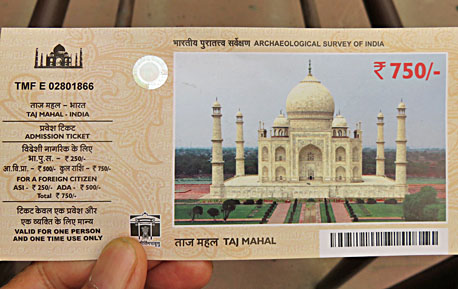 भारतीय पुरातत्त्व सर्वेक्षण ARCHAEOLOGICAL SURVEY OF INDIA
TMF E 02801866
₹ 750/-
ताज महल - भारत
TAJ MAHAL - INDIA
प्रवेश टिकट
ADMISSION TICKET
विदेशी नागरिक के लिए
भा.पु.स. - ₹ 250/-
आ.वि.प्रा. - ₹ 500/- कुल राशि - ₹ 750/-
FOR A FOREIGN CITIZEN
ASI - ₹ 250/- ADA - ₹ 500/-
Total ₹ 750/-
टिकट केवल एक प्रवेश और
एक व्यक्ति के लिए मान्य
VALID FOR ONE PERSON
AND ONE TIME USE ONLY
ताज महल TAJ MAHAL